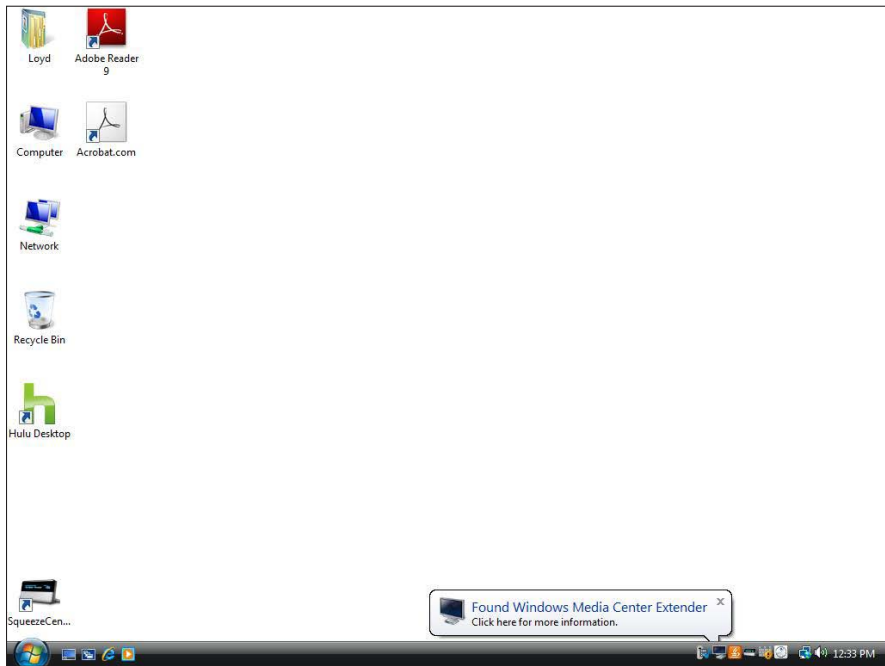 Loyd
Adobe Reader
9
Computer
Acrobat.com
Network
Recycle Bin
Hulu Desktop
SqueezeCen...
Found Windows Media Center Extender
Click here for more information.
12:33 PM